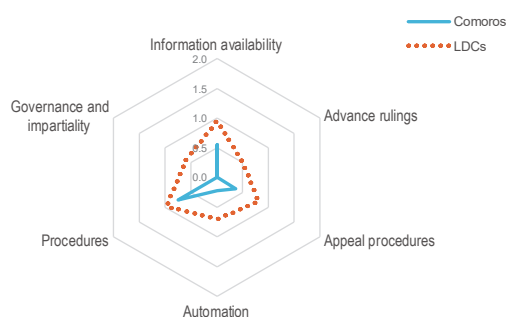 Comoros
LDCs
Information availability
2.0
1.5
1.0
0.5
0.0
Governance and
impartiality
Advance rulings
Procedures
Appeal procedures
Automation